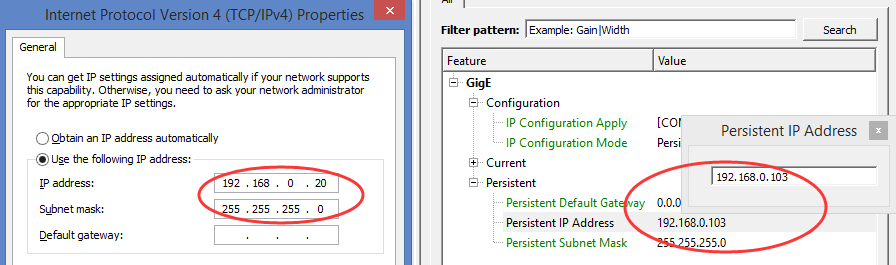 Internet Protocol Version 4 (TCP/IPv4) Properties
General
You can get IP settings assigned automatically if your network supports
this capability. Otherwise, you need to ask your network administrator
for the appropriate IP settings.
Obtain an IP address automatically
Use the following IP address:
IP address: 192 . 168 . 0 . 20
Subnet mask: 255 . 255 . 255 . 0
Default gateway: . . .
Filter pattern: Example: Gain|Width Search
Feature Value
GigE
Configuration
IP Configuration Apply [CON
IP Configuration Mode Persi
Current
Persistent
Persistent Default Gateway 0.0.0
Persistent IP Address 192.168.0.103
Persistent Subnet Mask 255.255.255.0
Persistent IP Address x
192.168.0.103